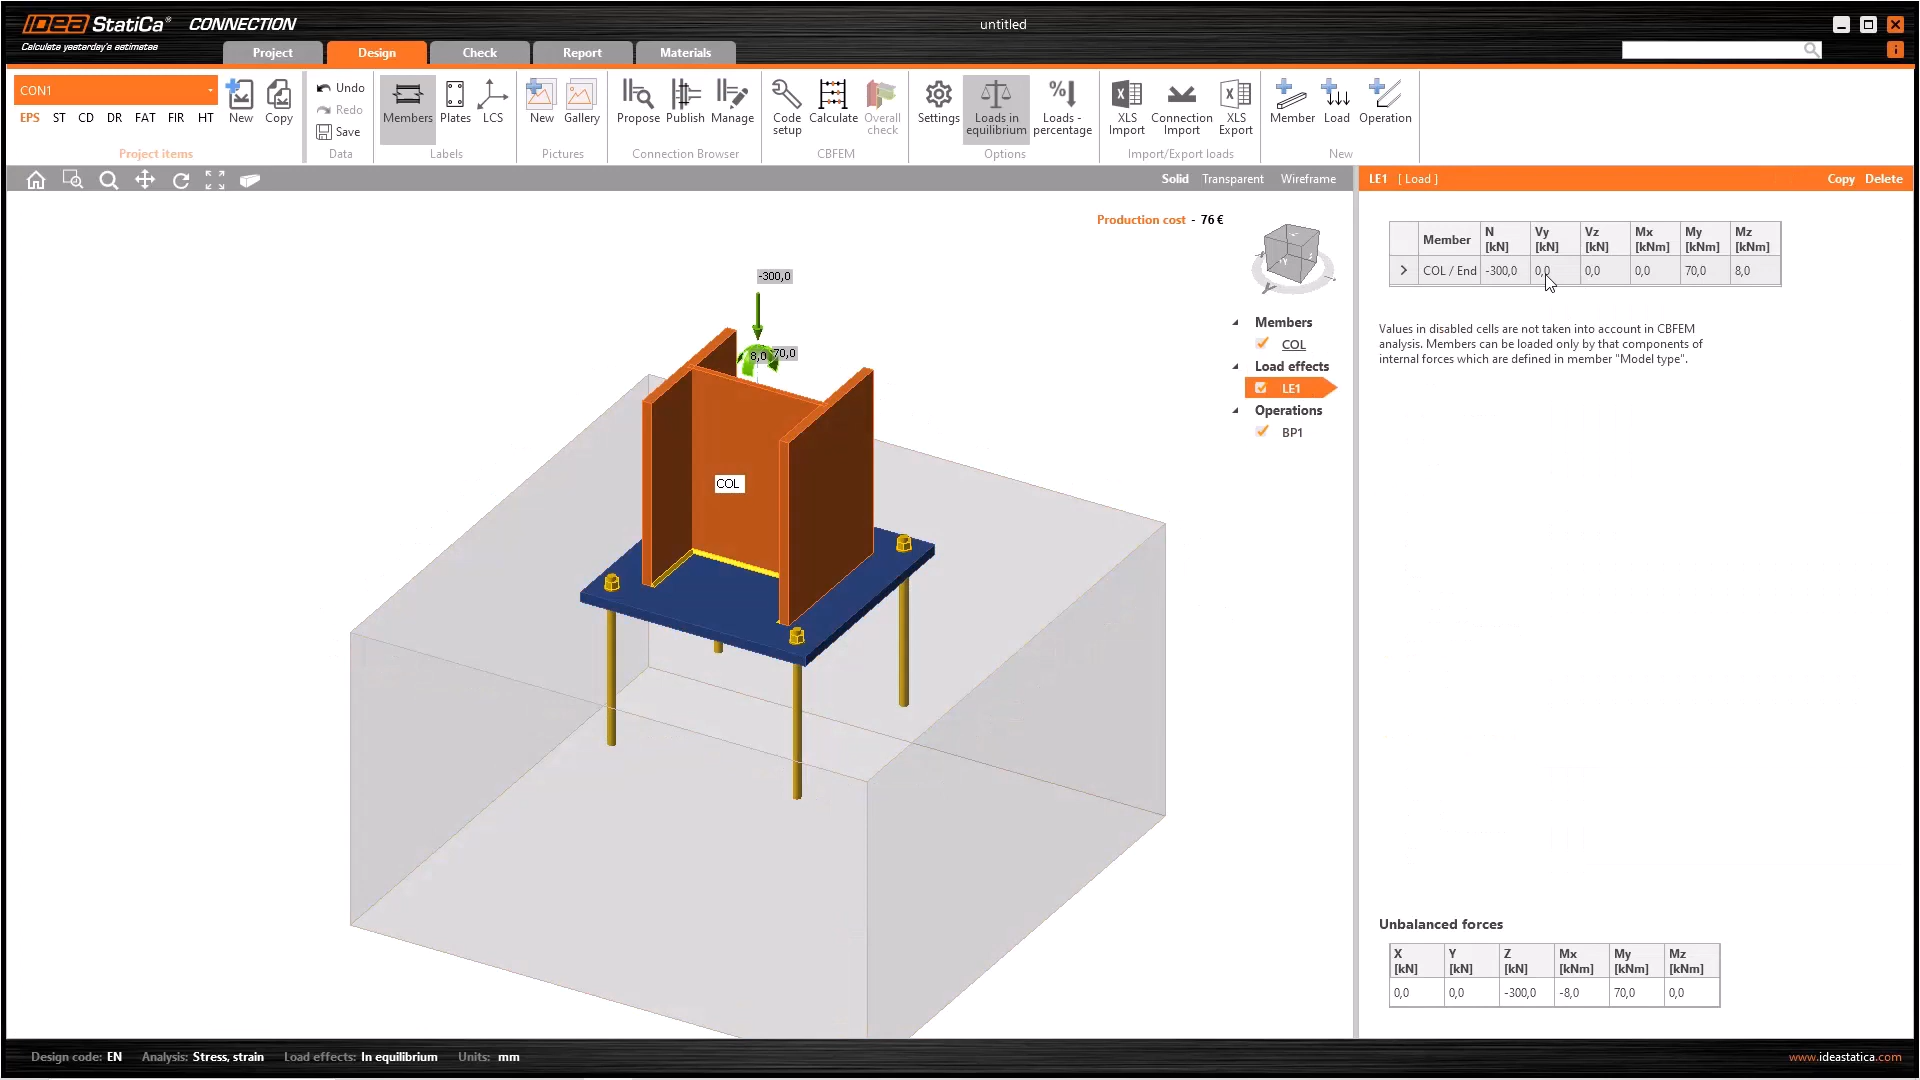 IDEA StatiCa® CONNECTION
Calculate yesterday's estimates
untitled
Project Design Check Report Materials
CON1
EPS ST CD DR FAT FIR HT
New Copy
Project items
Undo
Redo
Save
Data
Members Plates LCS
Labels
New Gallery
Pictures
Propose Publish Manage
Connection Browser
Code setup Calculate Overall check
CBFEM
Settings Loads in equilibrium Loads - percentage
Options
XLS Import Connection Import XLS Export
Import/Export loads
Member Load Operation
New
Solid Transparent Wireframe
LE1 [ Load ] Copy Delete
Production cost - 76 €
-300,0
8,0 70,0
COL
Members
COL
Load effects
LE1
Operations
BP1
Member N [kN] Vy [kN] Vz [kN] Mx [kNm] My [kNm] Mz [kNm]
COL / End -300,0 0,0 0,0 0,0 70,0 8,0
Values in disabled cells are not taken into account in CBFEM
analysis. Members can be loaded only by that components of
internal forces which are defined in member "Model type".
Unbalanced forces
X [kN] Y [kN] Z [kN] Mx [kNm] My [kNm] Mz [kNm]
0,0 0,0 -300,0 -8,0 70,0 0,0
Design code: EN Analysis: Stress, strain Load effects: In equilibrium Units: mm
www.ideastatica.com